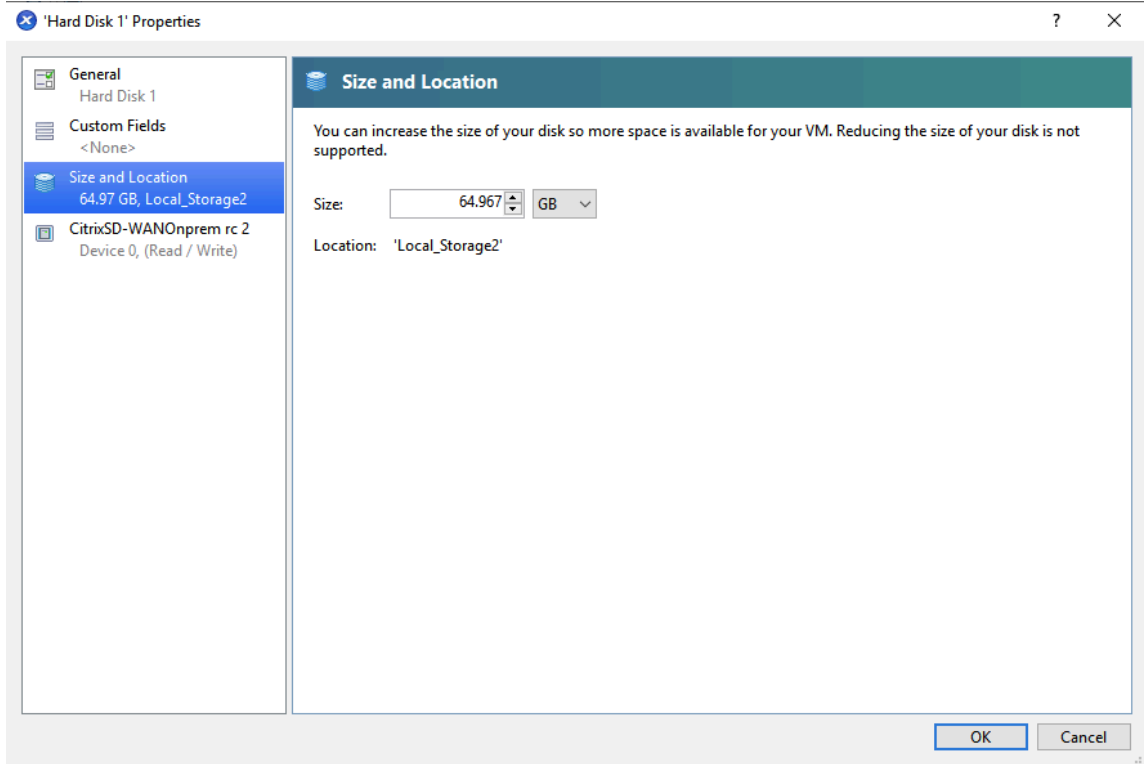 'Hard Disk 1' Properties
General
Hard Disk 1
Custom Fields
<None>
Size and Location
64.97 GB, Local_Storage2
CitrixSD-WANOnprem rc 2
Device 0, (Read / Write)
Size and Location
You can increase the size of your disk so more space is available for your VM. Reducing the size of your disk is not
supported.
Size: 64.967 GB
Location: 'Local_Storage2'
OK Cancel